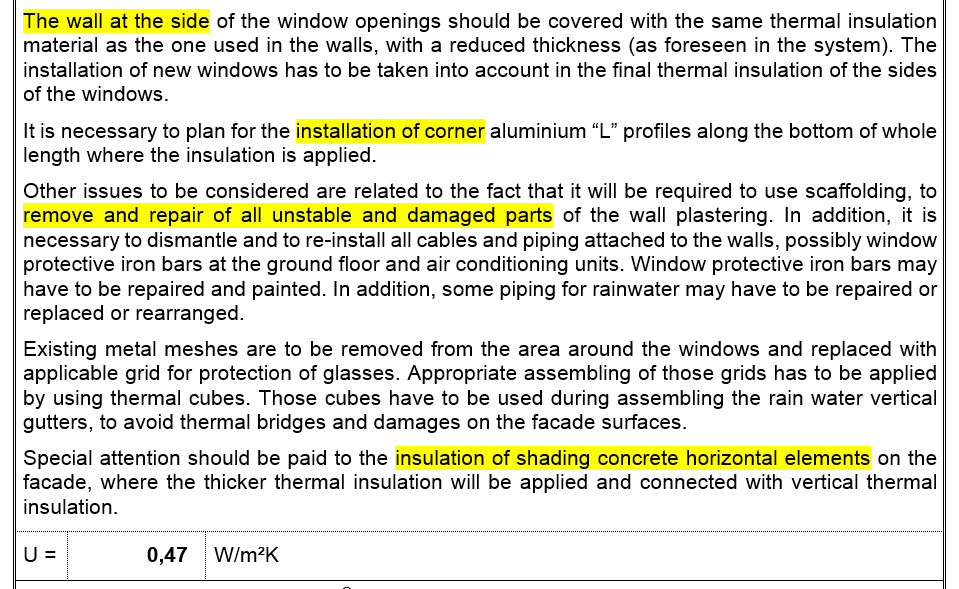 The wall at the side of the window openings should be covered with the same thermal insulation
material as the one used in the walls, with a reduced thickness (as foreseen in the system). The
installation of new windows has to be taken into account in the final thermal insulation of the sides
of the windows.
It is necessary to plan for the installation of corner aluminium “L” profiles along the bottom of whole
length where the insulation is applied.
Other issues to be considered are related to the fact that it will be required to use scaffolding, to
remove and repair of all unstable and damaged parts of the wall plastering. In addition, it is
necessary to dismantle and to re-install all cables and piping attached to the walls, possibly window
protective iron bars at the ground floor and air conditioning units. Window protective iron bars may
have to be repaired and painted. In addition, some piping for rainwater may have to be repaired or
replaced or rearranged.
Existing metal meshes are to be removed from the area around the windows and replaced with
applicable grid for protection of glasses. Appropriate assembling of those grids has to be applied
by using thermal cubes. Those cubes have to be used during assembling the rain water vertical
gutters, to avoid thermal bridges and damages on the facade surfaces.
Special attention should be paid to the insulation of shading concrete horizontal elements on the
facade, where the thicker thermal insulation will be applied and connected with vertical thermal
insulation.
U = 0,47 W/m²K